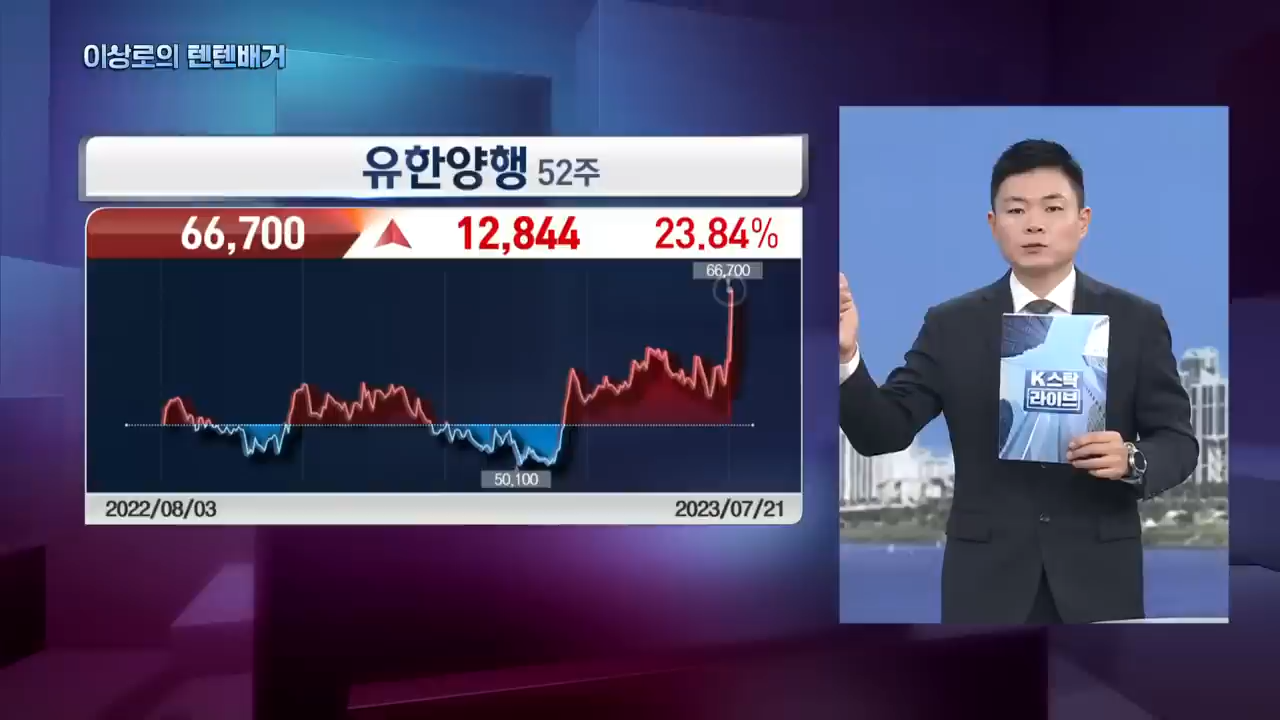 이상로의 텐텐배거
유한양행 52주
66,700 ▲ 12,844 23.84%
66,700
50,100
2022/08/03 2023/07/21
K스탁
라이브